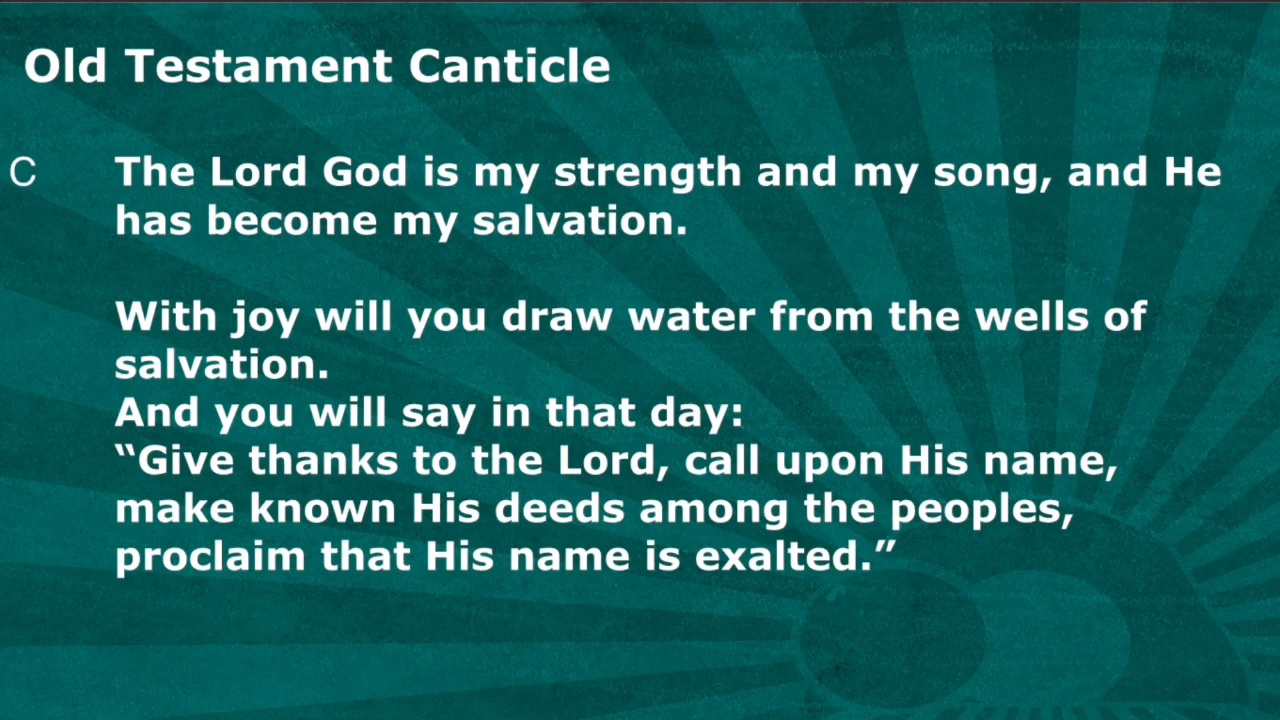 Old Testament Canticle
C The Lord God is my strength and my song, and He
has become my salvation.
With joy will you draw water from the wells of
salvation.
And you will say in that day:
“Give thanks to the Lord, call upon His name,
make known His deeds among the peoples,
proclaim that His name is exalted.”